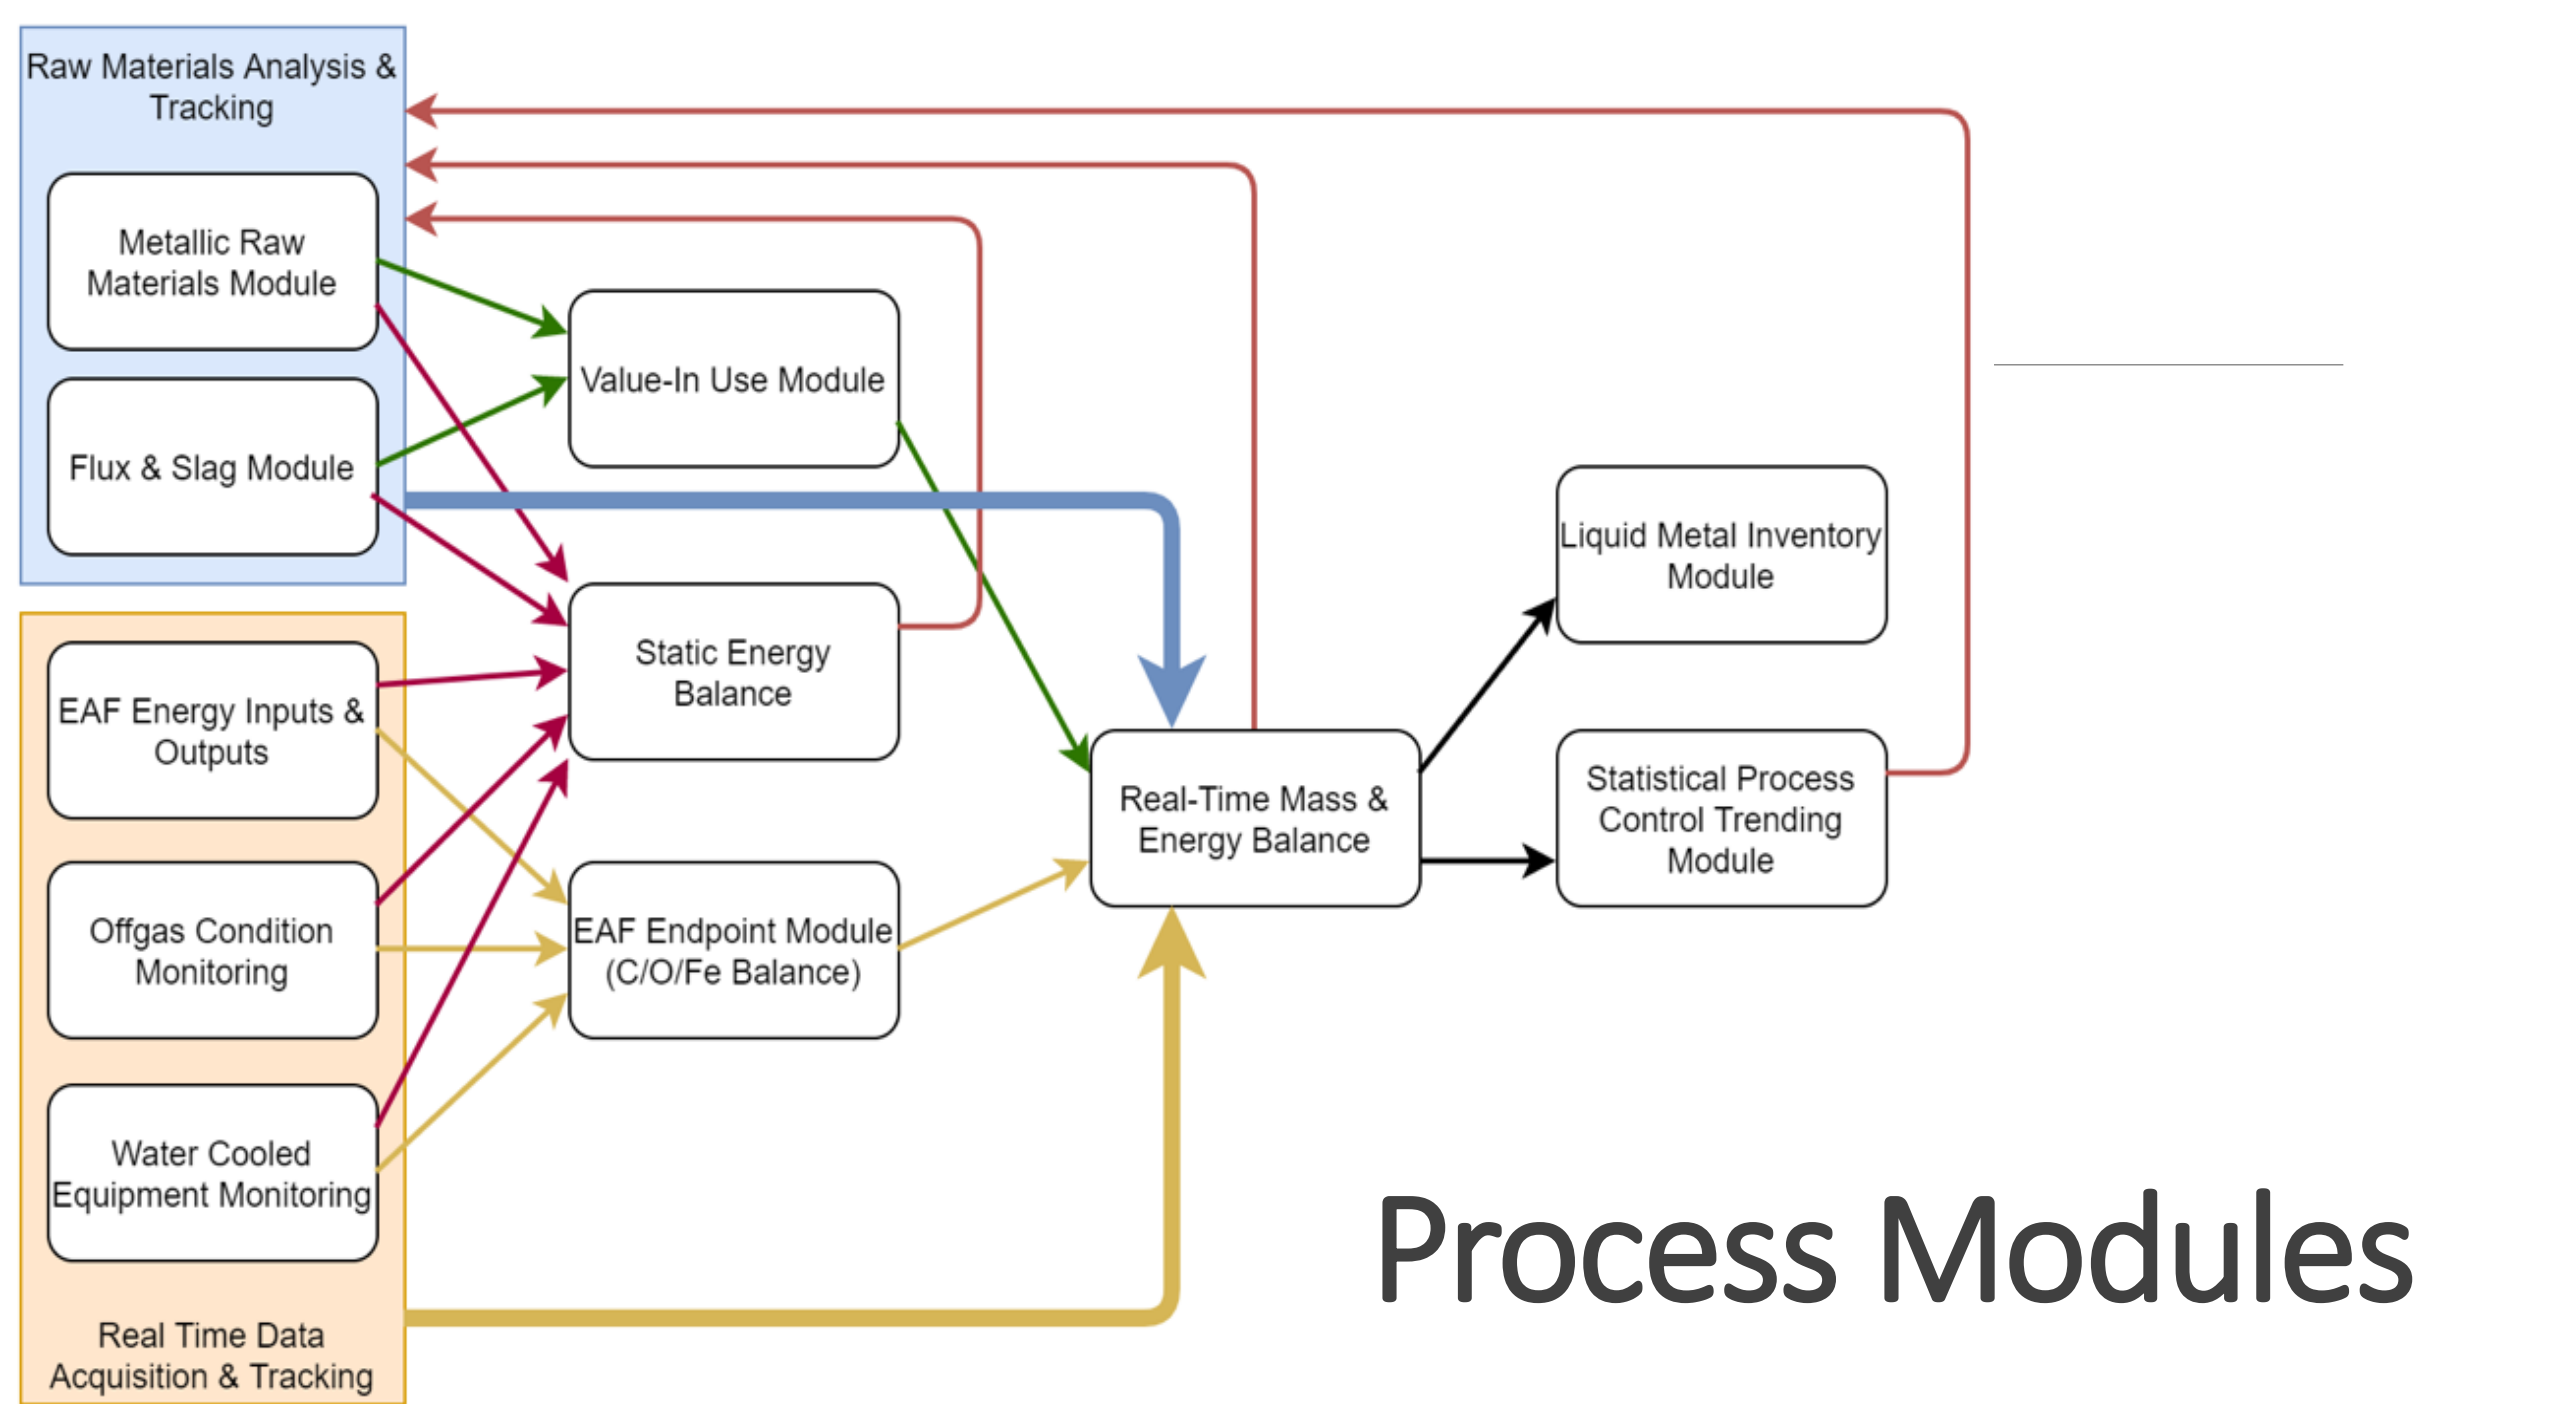 Raw Materials Analysis &
Tracking
Metallic Raw
Materials Module
Flux & Slag Module
EAF Energy Inputs &
Outputs
Offgas Condition
Monitoring
Water Cooled
Equipment Monitoring
Real Time Data
Acquisition & Tracking
Value-In Use Module
Static Energy
Balance
EAF Endpoint Module
(C/O/Fe Balance)
Real-Time Mass &
Energy Balance
Liquid Metal Inventory
Module
Statistical Process
Control Trending
Module
Process Modules